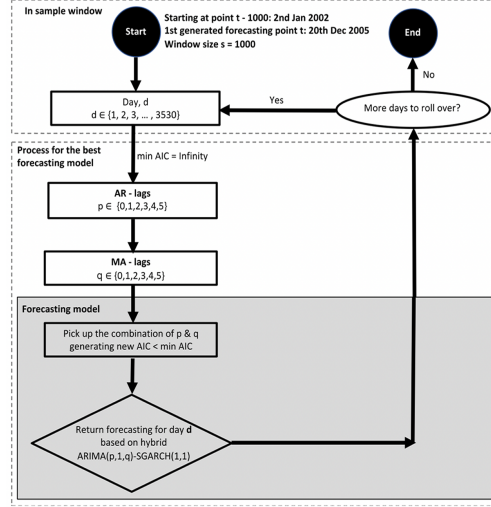 In sample window
Starting at point t - 1000: 2nd Jan 2002
1st generated forecasting point t: 20th Dec 2005
Window size s = 1000
Start
End
No
Day, d
d ∈ {1, 2, 3, ... , 3530}
Yes
More days to roll over?
Process for the best
forecasting model
min AIC = Infinity
AR - lags
p ∈ {0,1,2,3,4,5}
MA - lags
q ∈ {0,1,2,3,4,5}
Forecasting model
Pick up the combination of p & q
generating new AIC < min AIC
Return forecasting for day d
based on hybrid
ARIMA(p,1,q)-SGARCH(1,1)